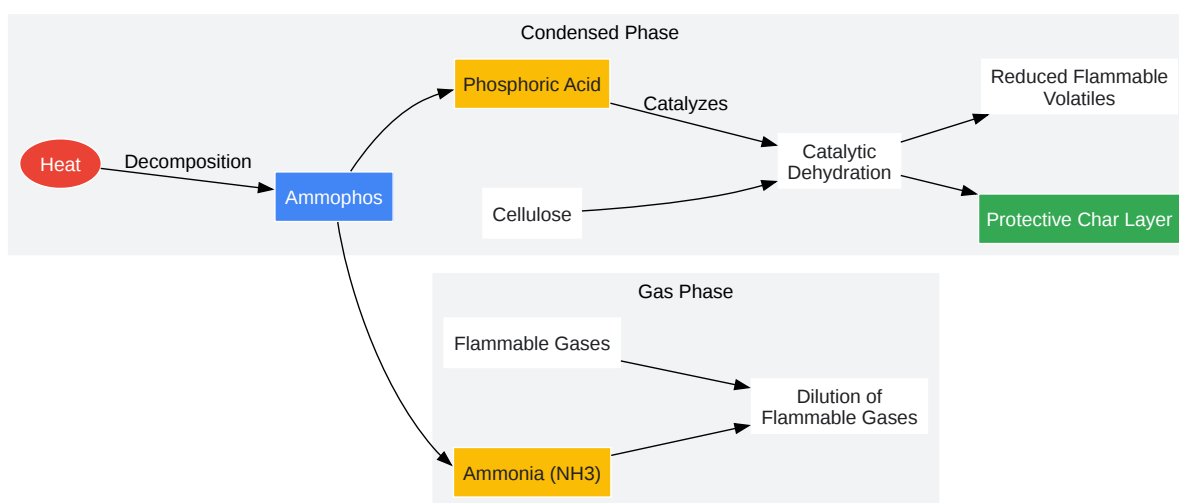 Condensed Phase
Phosphoric Acid
Catalyzes
Reduced Flammable
Volatiles
Heat
Decomposition
Ammophos
Cellulose
Catalytic
Dehydration
Protective Char Layer
Gas Phase
Flammable Gases
Dilution of
Flammable Gases
Ammonia (NH3)